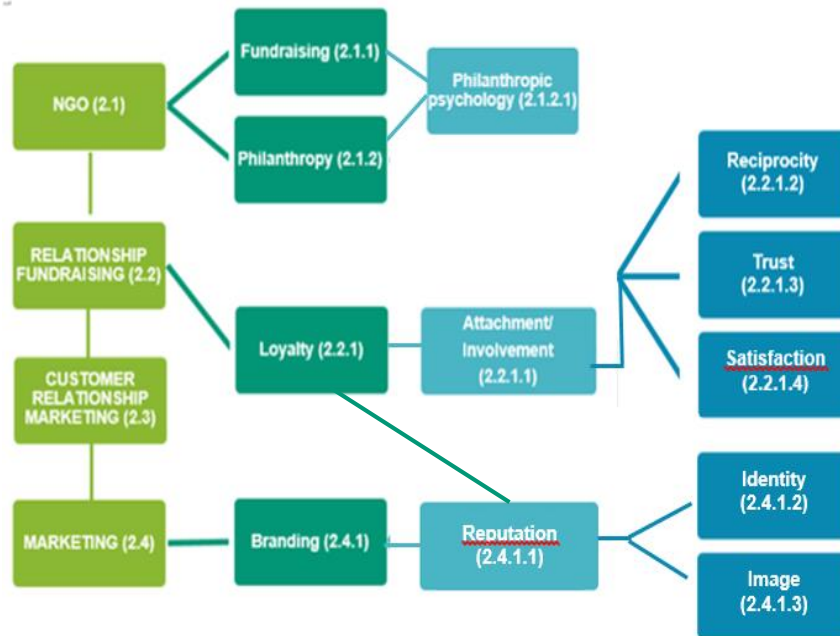 NGO (2.1)
Fundraising (2.1.1)
Philanthropy (2.1.2)
Philanthropic
psychology (2.1.2.1)
RELATIONSHIP
FUNDRAISING (2.2)
Loyalty (2.2.1)
Attachment/
Involvement
(2.2.1.1)
Reciprocity
(2.2.1.2)
Trust
(2.2.1.3)
Satisfaction
(2.2.1.4)
CUSTOMER
RELATIONSHIP
MARKETING (2.3)
MARKETING (2.4)
Branding (2.4.1)
Reputation
(2.4.1.1)
Identity
(2.4.1.2)
Image
(2.4.1.3)